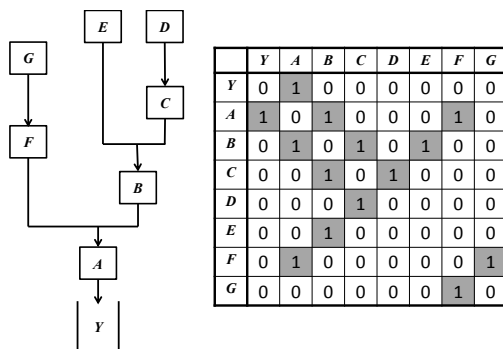 E D
G
C
F
B
A
Y
Y A B C D E F G
Y 0 1 0 0 0 0 0 0
A 1 0 1 0 0 0 1 0
B 0 1 0 1 0 1 0 0
C 0 0 1 0 1 0 0 0
D 0 0 0 1 0 0 0 0
E 0 0 1 0 0 0 0 0
F 0 1 0 0 0 0 0 1
G 0 0 0 0 0 0 1 0